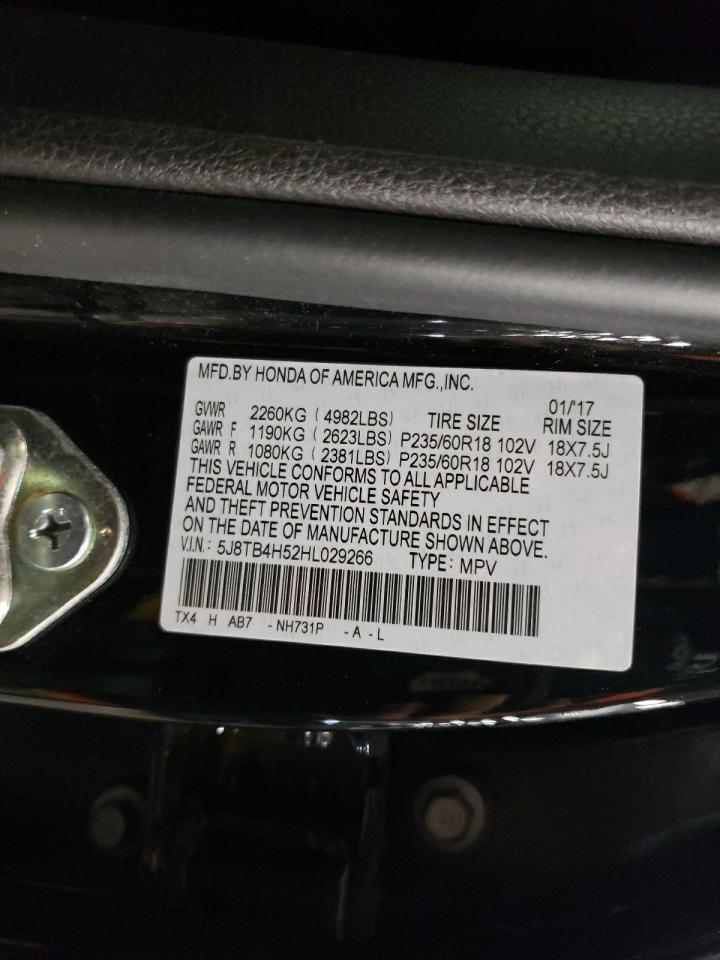 MFD.BY HONDA OF AMERICA MFG.,INC.
01/'17
GVWR 2260KG ( 4982LBS) TIRE SIZE RIM SIZE
GAWR F 1190KG ( 2623LBS) P235/60R18 102V 18X7.5J
GAWR R 1080KG ( 2381LBS) P235/60R18 102V 18X7.5J
THIS VEHICLE CONFORMS TO ALL APPLICABLE
FEDERAL MOTOR VEHICLE SAFETY
AND THEFT PREVENTION STANDARDS IN EFFECT
ON THE DATE OF MANUFACTURE SHOWN ABOVE.
V.I.N.: 5J8TB4H52HL029266 TYPE: MPV
TX4 H AB7 -NH731P -A-L